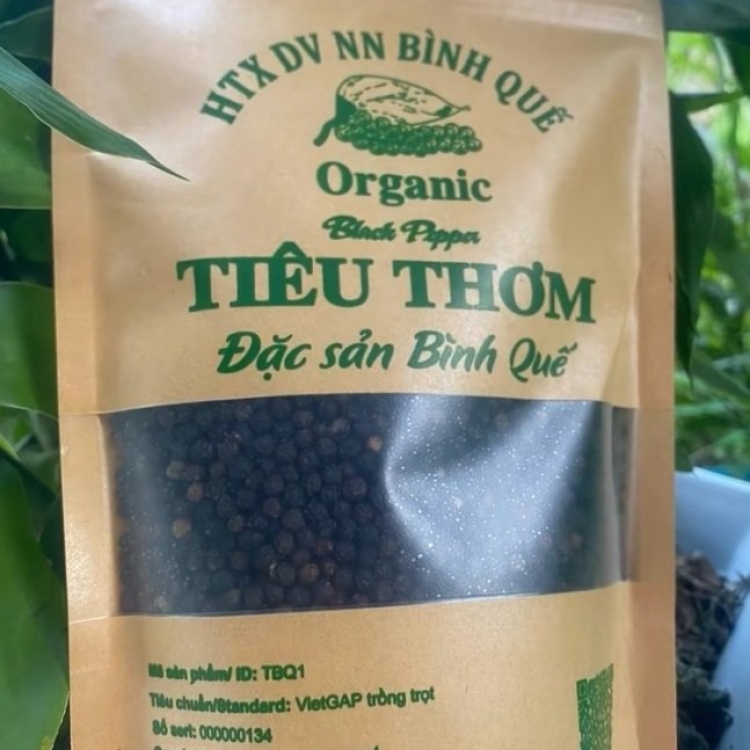 HTX DV NN BÌNH QUẾ
Organic
Black Pepper
TIÊU THƠM
Đặc sản Bình Quế
Mã sản phẩm/ ID: TBQ1
Tiêu chuẩn/Standard: VietGAP trồng trọt
Số seri: 000000134